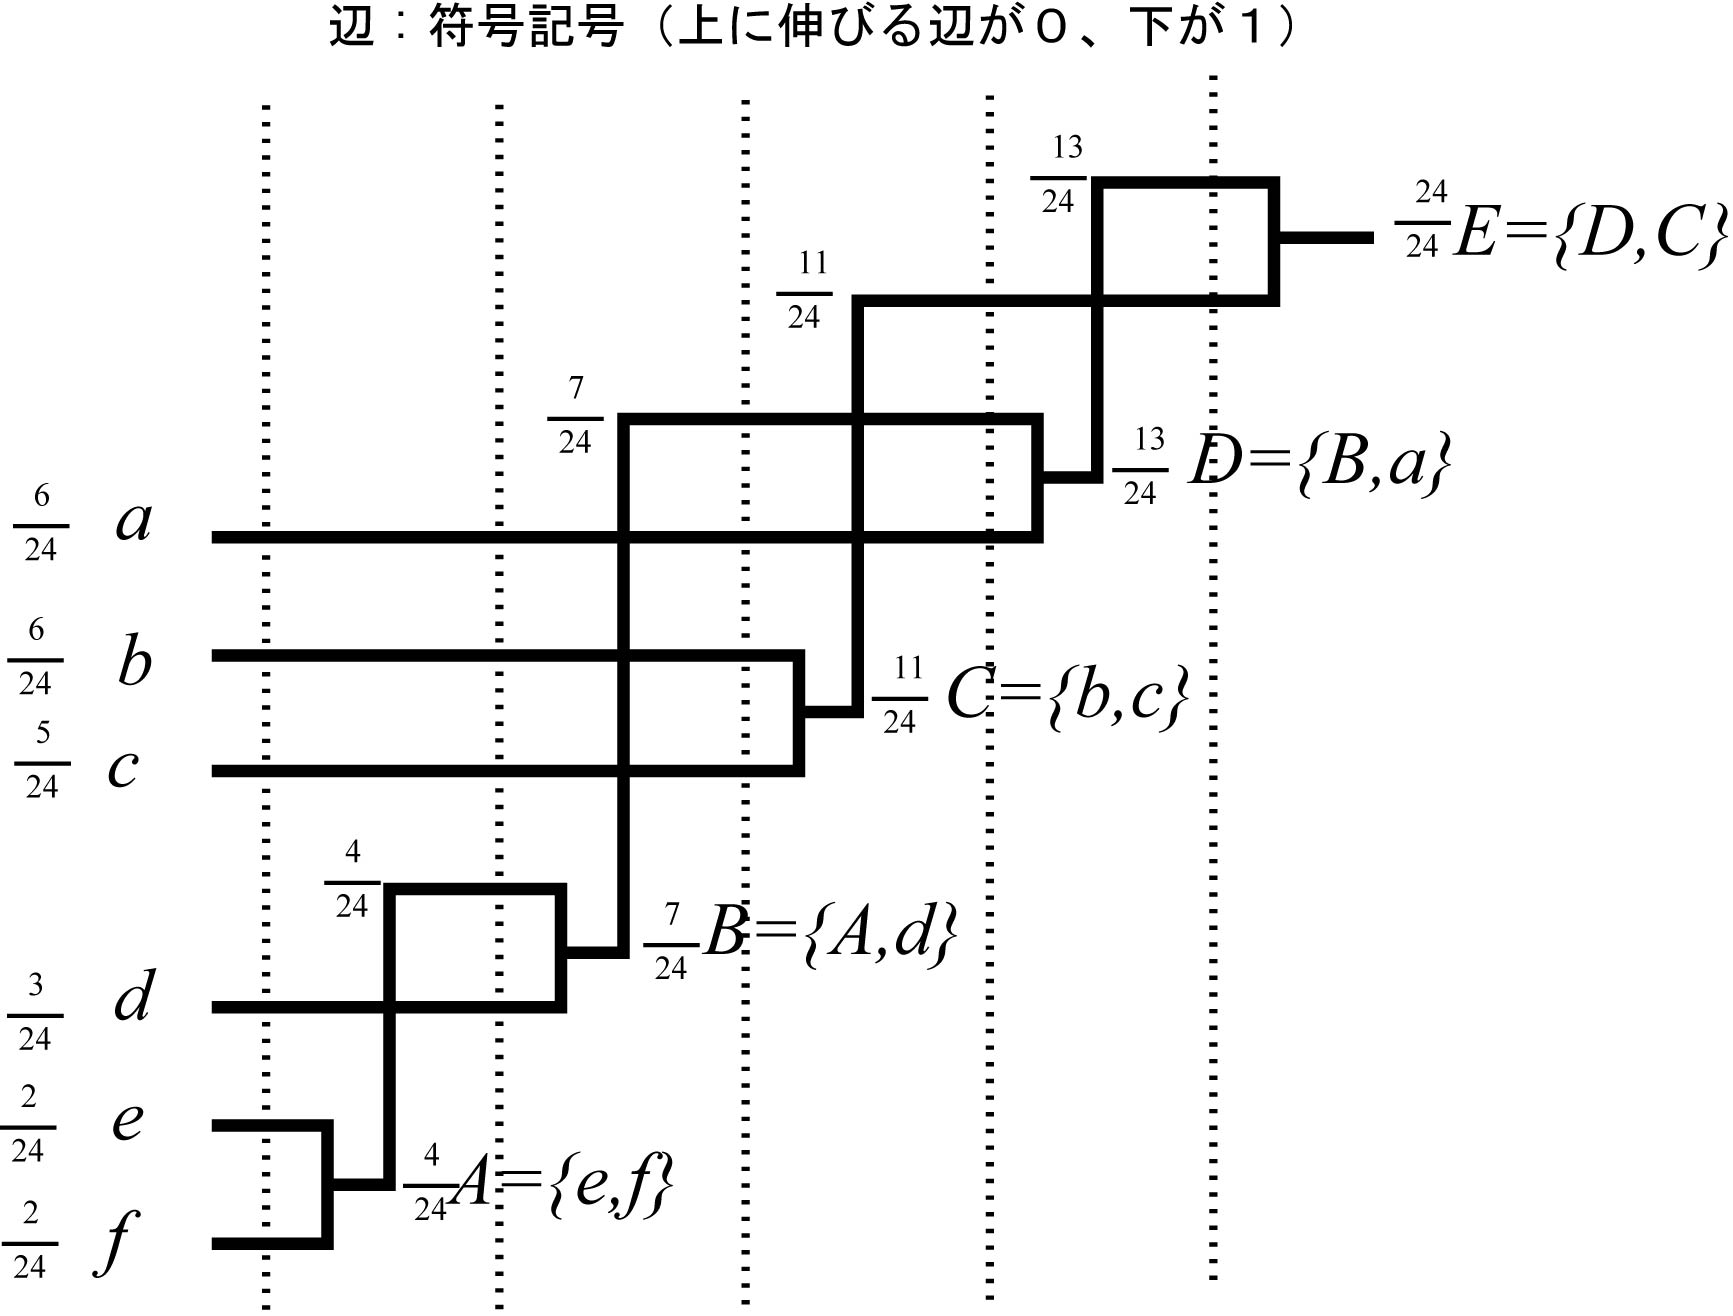 辺：符号記号（上に伸びる辺が０、下が１）
13/24
24/24 E={D,C}
11/24
7/24
13/24 D={B,a}
6/24 a
6/24 b
11/24 C={b,c}
5/24 c
4/24
7/24 B={A,d}
3/24 d
2/24 e
4/24 A={e,f}
2/24 f